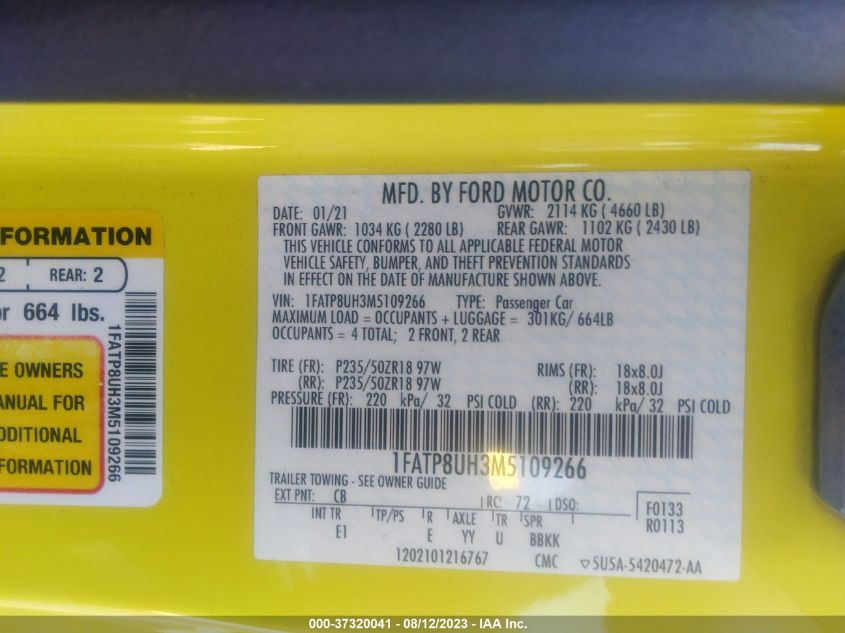 FORMATION
2 REAR: 2
or 664 lbs.
E OWNERS
ANUAL FOR
DDITIONAL
FORMATION
1FATP8UH3M5109266
MFD. BY FORD MOTOR CO.
DATE: 01/21 GVWR: 2114 KG ( 4660 LB)
FRONT GAWR: 1034 KG ( 2280 LB) REAR GAWR: 1102 KG ( 2430 LB)
THIS VEHICLE CONFORMS TO ALL APPLICABLE FEDERAL MOTOR
VEHICLE SAFETY, BUMPER, AND THEFT PREVENTION STANDARDS
IN EFFECT ON THE DATE OF MANUFACTURE SHOWN ABOVE.
VIN: 1FATP8UH3M5109266 TYPE: Passenger Car
MAXIMUM LOAD = OCCUPANTS + LUGGAGE = 301KG/ 664LB
OCCUPANTS = 4 TOTAL; 2 FRONT, 2 REAR
TIRE (FR): P235/50ZR18 97W RIMS (FR): 18x8.0J
(RR): P235/50ZR18 97W (RR): 18x8.0J
PRESSURE (FR): 220 kPa/ 32 PSI COLD (RR): 220 kPa/ 32 PSI COLD
1FATP8UH3M5109266
TRAILER TOWING - SEE OWNER GUIDE
EXT PNT: CB RC: 72 DSO: F0133
INT TR TP/PS R AXLE TR SPR R0113
E1 E YY U BBKK
1202101216767 CMC ▽5U5A-5420472-AA
000-37320041 - 08/12/2023 - IAA Inc.